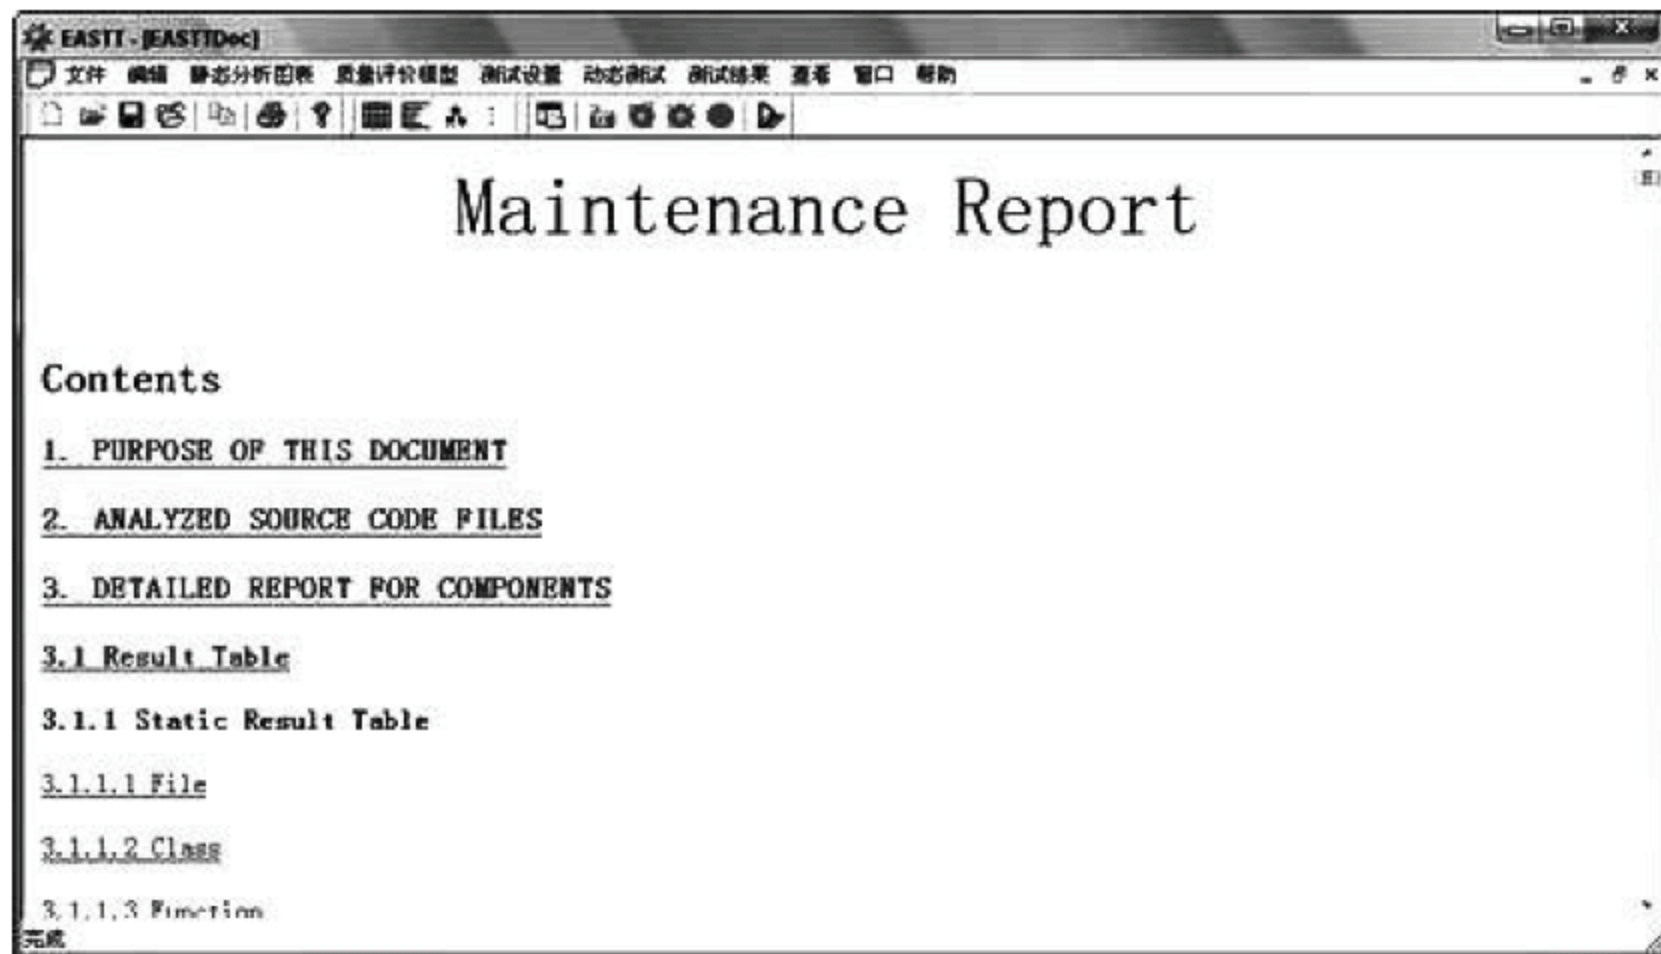 EASTT - [EASTTDoc]
文件 编辑 静态分析图表 质量评价模型 测试设置 动态测试 测试结果 查看 窗口 帮助
Maintenance Report
Contents
1. PURPOSE OF THIS DOCUMENT
2. ANALYZED SOURCE CODE FILES
3. DETAILED REPORT FOR COMPONENTS
3.1 Result Table
3.1.1 Static Result Table
3.1.1.1 File
3.1.1.2 Class
3.1.1.3 Function
完成